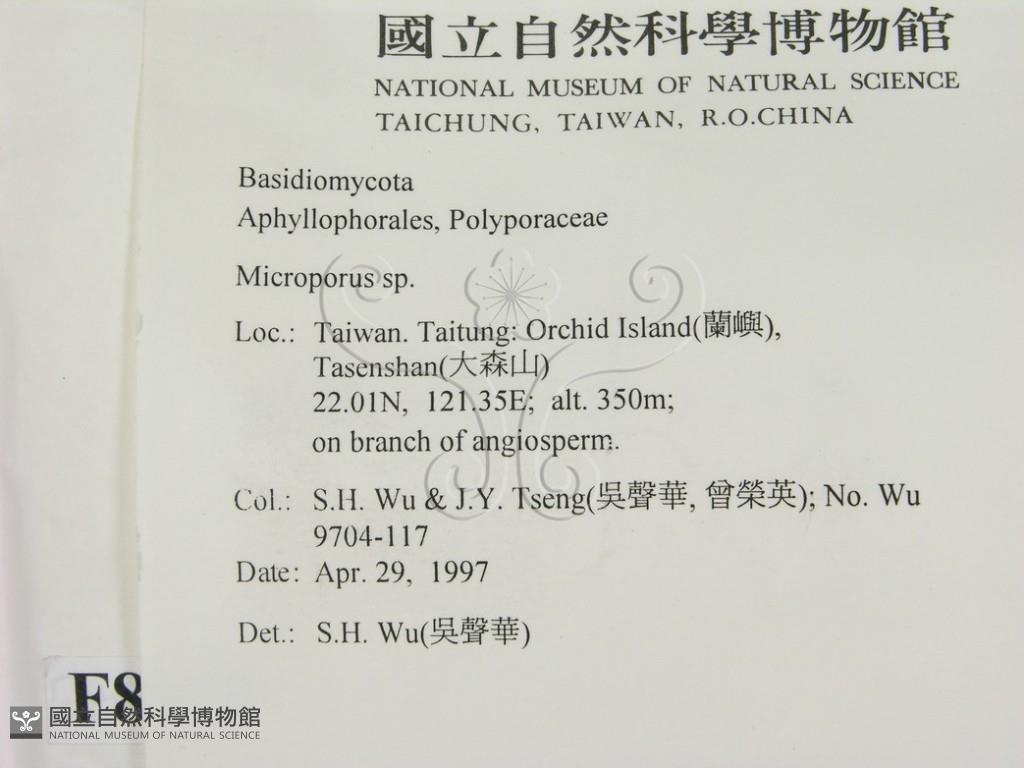 國立自然科學博物館
NATIONAL MUSEUM OF NATURAL SCIENCE
TAICHUNG, TAIWAN, R.O.CHINA
Basidiomycota
Aphyllophorales, Polyporaceae
Microporus sp.
Loc.: Taiwan. Taitung: Orchid Island(蘭嶼),
Tasenshan(大森山)
22.01N, 121.35E; alt. 350m;
on branch of angiosperm.
Col.: S.H. Wu & J.Y. Tseng(吳聲華, 曾榮英); No. Wu
9704-117
Date: Apr. 29, 1997
Det.: S.H. Wu(吳聲華)
F8
國立自然科學博物館
NATIONAL MUSEUM OF NATURAL SCIENCE